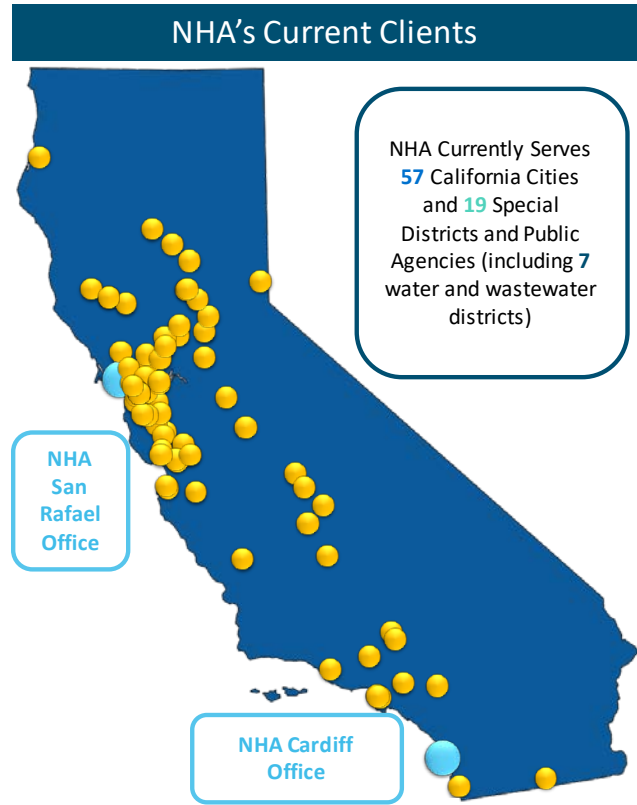 NHA's Current Clients
NHA Currently Serves
57 California Cities
and 19 Special
Districts and Public
Agencies (including 7
water and wastewater
districts)
NHA
San
Rafael
Office
NHA Cardiff
Office